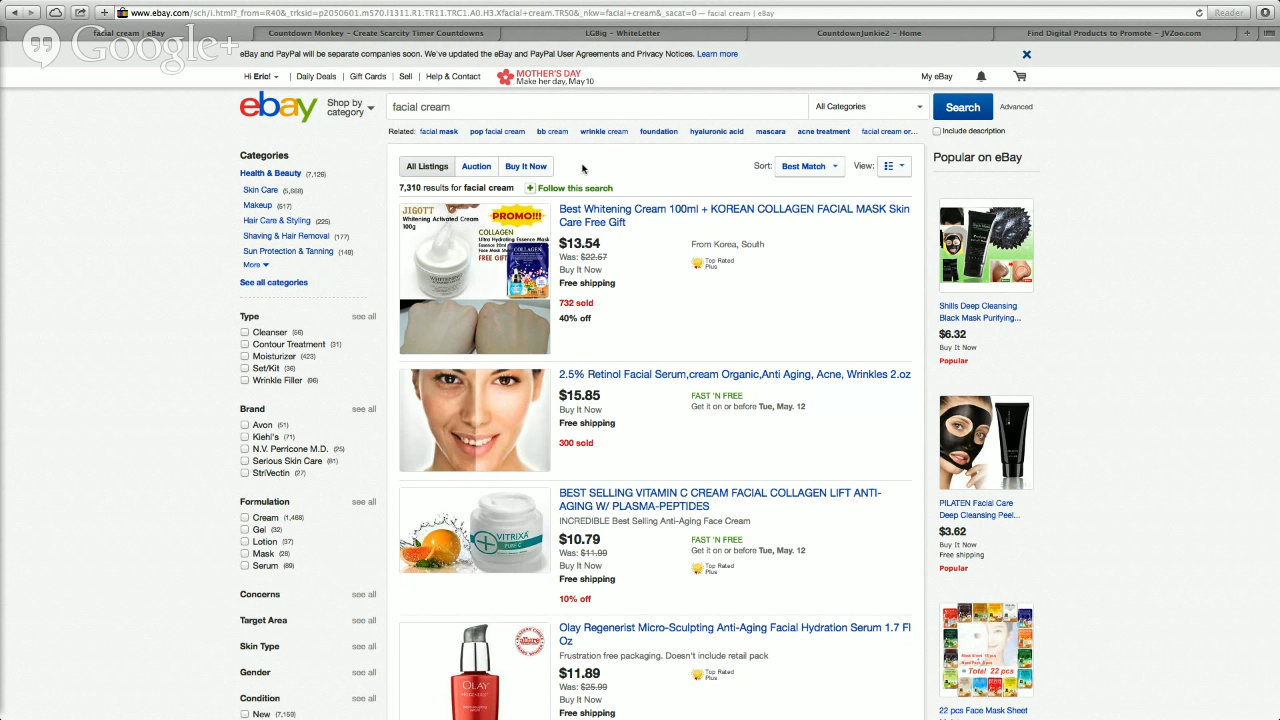 www.ebay.com/sch/i.html?_from=R40&_trksid=p2050601.m570.l1311.R1.TR11.TRC1.A0.H3.Xfacial+cream.TRS0&_nkw=facial+cream&_sacat=0 — facial cream | eBay
Reader
facial cream | eBay
Countdown Monkey - Create Scarcity Timer Countdowns
LGBig - WhiteLetter
CountdownJunkie2 - Home
Find Digital Products to Promote - JVZoo.com
Google+
eBay and PayPal will be separate companies soon. We've updated the eBay and PayPal User Agreements and Privacy Notices. Learn more
Hi Eric!
Daily Deals
Gift Cards
Sell
Help & Contact
MOTHER'S DAY
Make her day, May10
My eBay
ebay
Shop by
category
facial cream
All Categories
Search
Advanced
Related: facial mask pop facial cream bb cream wrinkle cream foundation hyaluronic acid mascara acne treatment facial cream or...
Include description
Categories
Health & Beauty (7,126)
Skin Care (5,668)
Makeup (517)
Hair Care & Styling (225)
Shaving & Hair Removal (177)
Sun Protection & Tanning (149)
More
See all categories
Type see all
Cleanser (56)
Contour Treatment (31)
Moisturizer (423)
Set/Kit (36)
Wrinkle Filler (96)
Brand see all
Avon (51)
Kiehl's (71)
N.V. Perricone M.D. (25)
Serious Skin Care (81)
StriVectin (27)
Formulation see all
Cream (1,468)
Gel (32)
Lotion (37)
Mask (28)
Serum (89)
Concerns see all
Target Area see all
Skin Type see all
Gender see all
Condition see all
New (7,159)
All Listings
Auction
Buy It Now
Sort: Best Match
View:
7,310 results for facial cream
Follow this search
JIGOTT
Whitening Activated Cream
100g
PROMO!!!
COLLAGEN
Ultra Hydrating Essence Mask
FREE GIFT
COLLAGEN
Best Whitening Cream 100ml + KOREAN COLLAGEN FACIAL MASK Skin
Care Free Gift
$13.54
Was: $22.57
Buy It Now
Free shipping
732 sold
40% off
From Korea, South
Top Rated
Plus
2.5% Retinol Facial Serum,cream Organic,Anti Aging, Acne, Wrinkles 2.oz
$15.85
Buy It Now
Free shipping
300 sold
FAST 'N FREE
Get it on or before Tue, May. 12
VITRIXA
PURE C
BEST SELLING VITAMIN C CREAM FACIAL COLLAGEN LIFT ANTI-
AGING W/ PLASMA-PEPTIDES
INCREDIBLE Best Selling Anti-Aging Face Cream
$10.79
Was: $11.99
Buy It Now
Free shipping
10% off
FAST 'N FREE
Get it on or before Tue, May. 12
Top Rated
Plus
allure
OLAY
REGENERIST
Olay Regenerist Micro-Sculpting Anti-Aging Facial Hydration Serum 1.7 Fl
Oz
Frustration free packaging. Doesn't include retail pack
$11.89
Was: $25.99
Buy It Now
Free shipping
Top Rated
Plus
Popular on eBay
Shills Deep Cleansing
Black Mask Purifying...
$6.32
Buy It Now
Popular
PILATEN Facial Care
Deep Cleansing Peel...
$3.62
Buy It Now
Free shipping
Popular
Total 22 pcs
22 pcs Face Mask Sheet